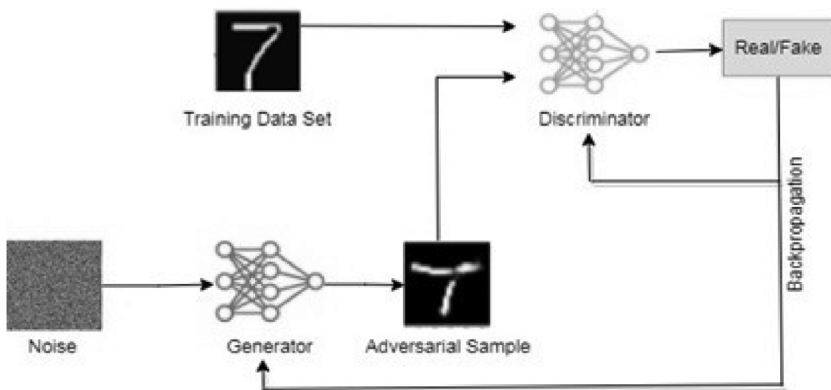 Real/Fake
Training Data Set
Discriminator
Backpropagation
Noise
Generator
Adversarial Sample